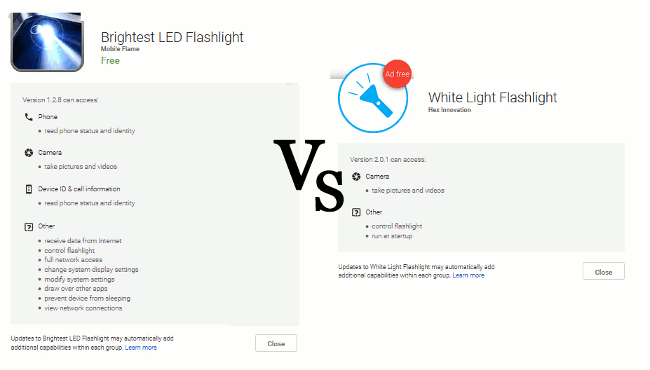 Brightest LED Flashlight
Mobile Flame
Free
Version 1.2.8 can access:
Phone
read phone status and identity
Camera
take pictures and videos
Device ID & call information
read phone status and identity
Other
receive data from Internet
control flashlight
full network access
change system display settings
modify system settings
draw over other apps
prevent device from sleeping
view network connections
Updates to Brightest LED Flashlight may automatically add
additional capabilities within each group. Learn more
Close
Vs
Ad free
White Light Flashlight
Hex Innovation
Version 2.0.1 can access:
Camera
take pictures and videos
Other
control flashlight
run at startup
Updates to White Light Flashlight may automatically add
additional capabilities within each group. Learn more
Close